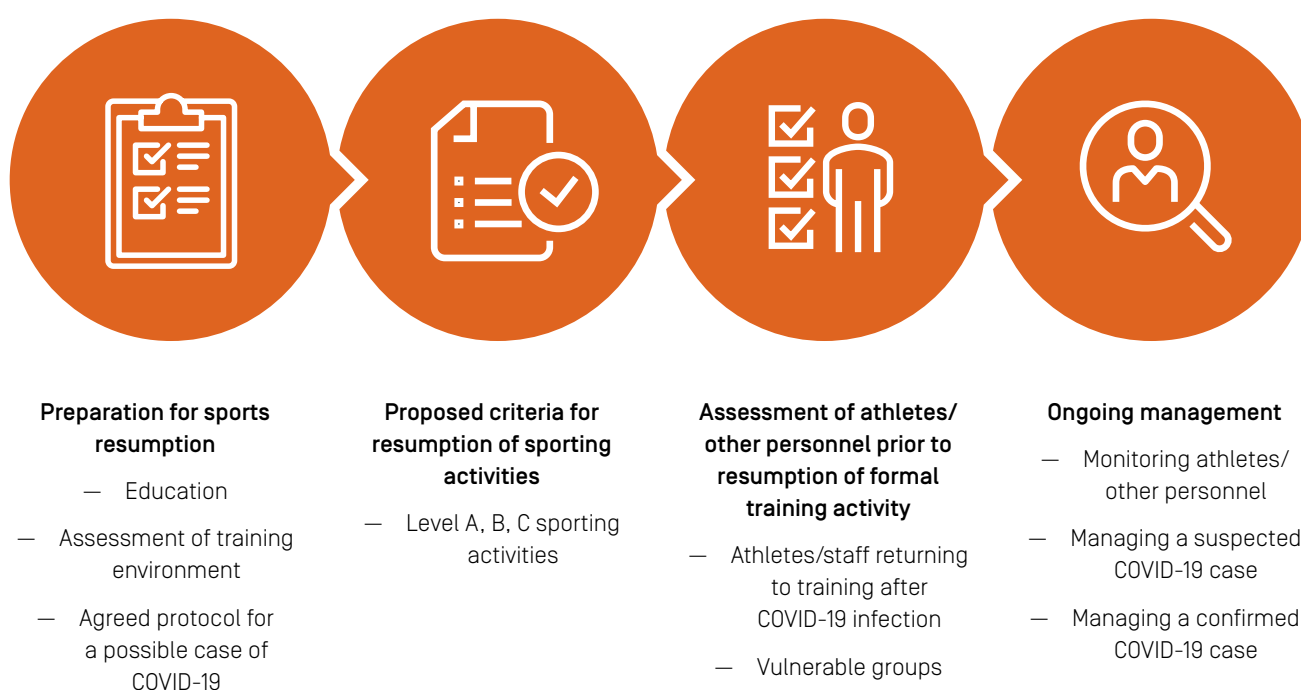 Preparation for sports
resumption
— Education
— Assessment of training
environment
— Agreed protocol for
a possible case of
COVID-19
Proposed criteria for
resumption of sporting
activities
— Level A, B, C sporting
activities
Assessment of athletes/
other personnel prior to
resumption of formal
training activity
— Athletes/staff returning
to training after
COVID-19 infection
— Vulnerable groups
Ongoing management
— Monitoring athletes/
other personnel
— Managing a suspected
COVID-19 case
— Managing a confirmed
COVID-19 case